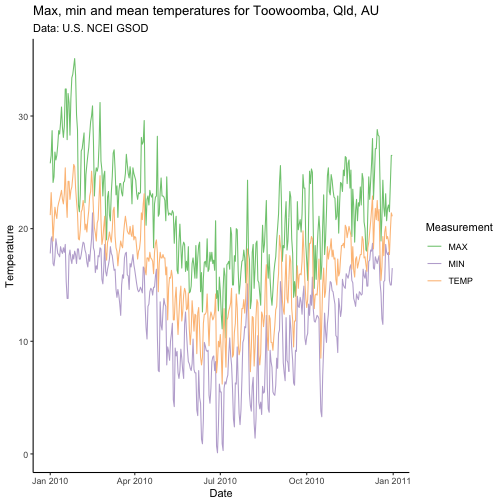 Max, min and mean temperatures for Toowoomba, Qld, AU
Data: U.S. NCEI GSOD
30
20
10
0
Temperature
Jan 2010 Apr 2010 Jul 2010 Oct 2010 Jan 2011
Date
Measurement
MAX
MIN
TEMP